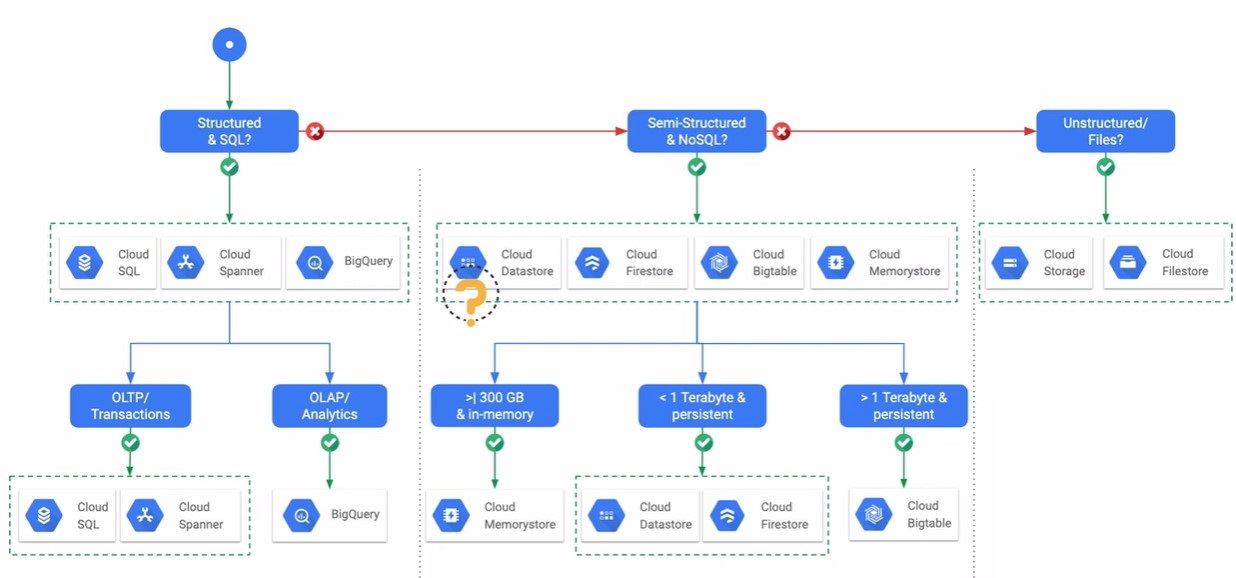 Structured
& SQL?
Semi-Structured
& NoSQL?
Unstructured/
Files?
Cloud
SQL
Cloud
Spanner
BigQuery
Cloud
Datastore
Cloud
Firestore
Cloud
Bigtable
Cloud
Memorystore
Cloud
Storage
Cloud
Filestore
?
OLTP/
Transactions
OLAP/
Analytics
>| 300 GB
& in-memory
< 1 Terabyte &
persistent
> 1 Terabyte &
persistent
Cloud
SQL
Cloud
Spanner
BigQuery
Cloud
Memorystore
Cloud
Datastore
Cloud
Firestore
Cloud
Bigtable